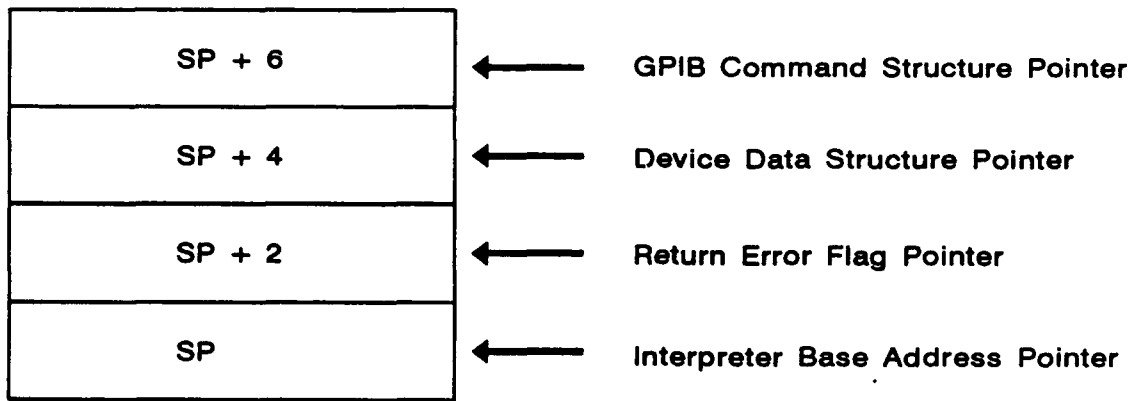 SP + 6 GPIB Command Structure Pointer
SP + 4 Device Data Structure Pointer
SP + 2 Return Error Flag Pointer
SP Interpreter Base Address Pointer